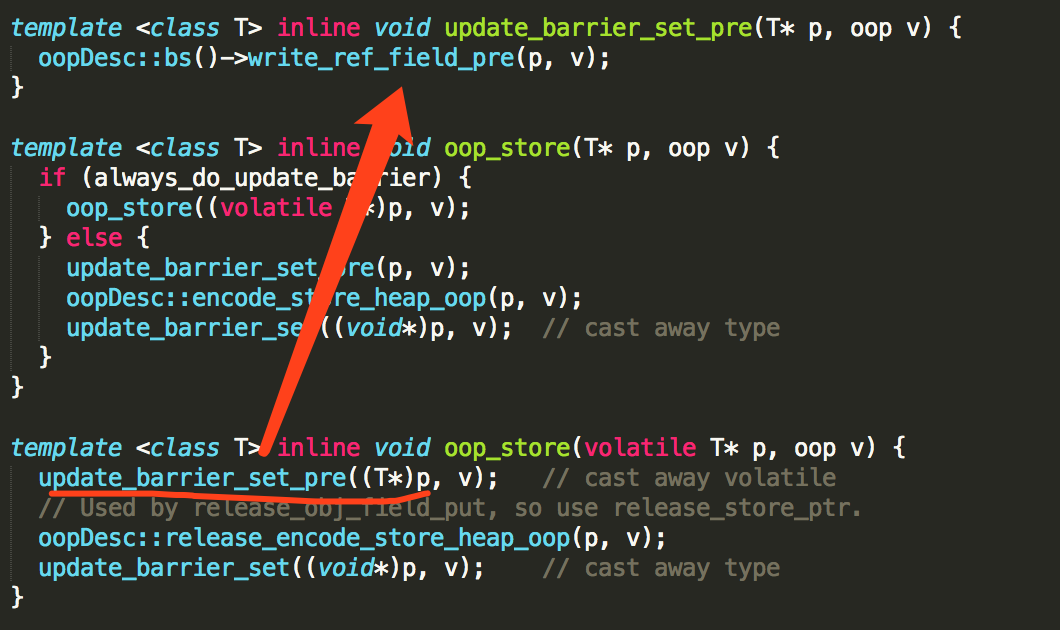 template <class T> inline void update_barrier_set_pre(T* p, oop v) {
  oopDesc::bs()->write_ref_field_pre(p, v);
}
template <class T> inline void oop_store(T* p, oop v) {
  if (always_do_update_barrier) {
    oop_store((volatile *)p, v);
  } else {
    update_barrier_set_pre(p, v);
    oopDesc::encode_store_heap_oop(p, v);
    update_barrier_set((void*)p, v);  // cast away type
  }
}
template <class T> inline void oop_store(volatile T* p, oop v) {
  update_barrier_set_pre((T*)p, v);   // cast away volatile
  // Used by release_obj_field_put, so use release_store_ptr.
  oopDesc::release_encode_store_heap_oop(p, v);
  update_barrier_set((void*)p, v);    // cast away type
}